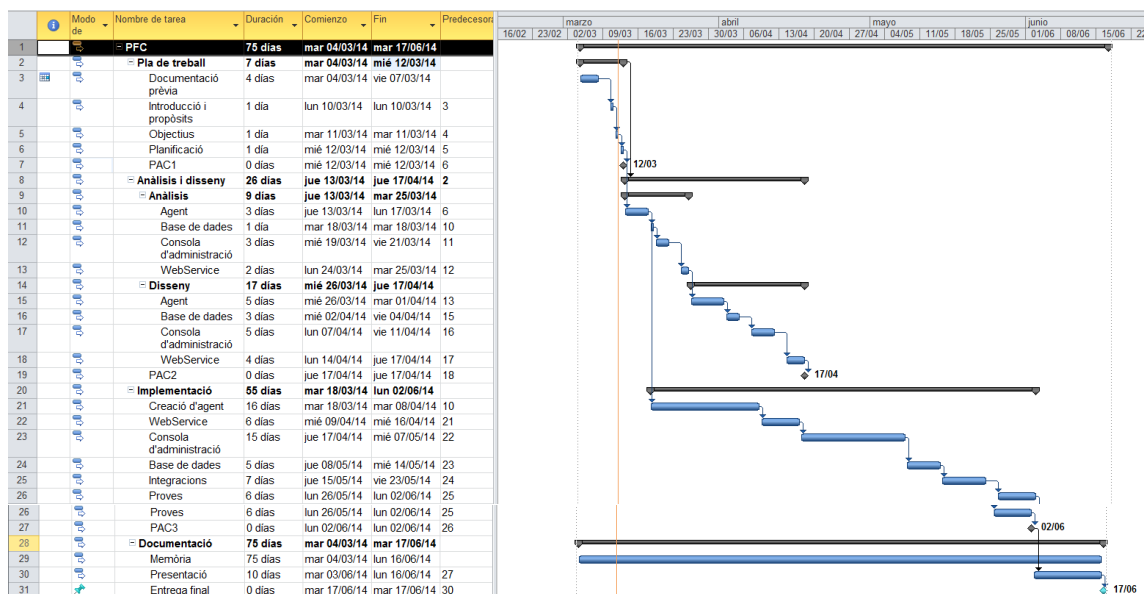 Modo de Nombre de tarea Duración Comienzo Fin Predecesora
marzo abril mayo junio
16/02 23/02 02/03 09/03 16/03 23/03 30/03 06/04 13/04 20/04 27/04 04/05 11/05 18/05 25/05 01/06 08/06 15/06 22
1 PFC 75 días mar 04/03/14 mar 17/06/14
2 Pla de treball 7 días mar 04/03/14 mié 12/03/14
3 Documentació prèvia 4 días mar 04/03/14 vie 07/03/14
4 Introducció i propòsits 1 día lun 10/03/14 lun 10/03/14 3
5 Objectius 1 día mar 11/03/14 mar 11/03/14 4
6 Planificació 1 día mié 12/03/14 mié 12/03/14 5
7 PAC1 0 días mié 12/03/14 mié 12/03/14 6 12/03
8 Anàlisi i disseny 26 días jue 13/03/14 jue 17/04/14 2
9 Anàlisis 9 días jue 13/03/14 mar 25/03/14
10 Agent 3 días jue 13/03/14 lun 17/03/14 6
11 Base de dades 1 día mar 18/03/14 mar 18/03/14 10
12 Consola d'administració 3 días mié 19/03/14 vie 21/03/14 11
13 WebService 2 días lun 24/03/14 mar 25/03/14 12
14 Disseny 17 días mié 26/03/14 jue 17/04/14
15 Agent 5 días mié 26/03/14 mar 01/04/14 13
16 Base de dades 3 días mié 02/04/14 vie 04/04/14 15
17 Consola d'administració 5 días lun 07/04/14 vie 11/04/14 16
18 WebService 4 días lun 14/04/14 jue 17/04/14 17
19 PAC2 0 días jue 17/04/14 jue 17/04/14 18 17/04
20 Implementació 55 días mar 18/03/14 lun 02/06/14
21 Creació d'agent 16 días mar 18/03/14 mar 08/04/14 10
22 WebService 6 días mié 09/04/14 mié 16/04/14 21
23 Consola d'administració 15 días jue 17/04/14 mié 07/05/14 22
24 Base de dades 5 días jue 08/05/14 mié 14/05/14 23
25 Integracions 7 días jue 15/05/14 vie 23/05/14 24
26 Proves 6 días lun 26/05/14 lun 02/06/14 25
26 Proves 6 días lun 26/05/14 lun 02/06/14 25
27 PAC3 0 días lun 02/06/14 lun 02/06/14 26 02/06
28 Documentació 75 días mar 04/03/14 mar 17/06/14
29 Memòria 75 días mar 04/03/14 lun 16/06/14
30 Presentació 10 días mar 03/06/14 lun 16/06/14 27
31 Entrega final 0 días mar 17/06/14 mar 17/06/14 30 17/06